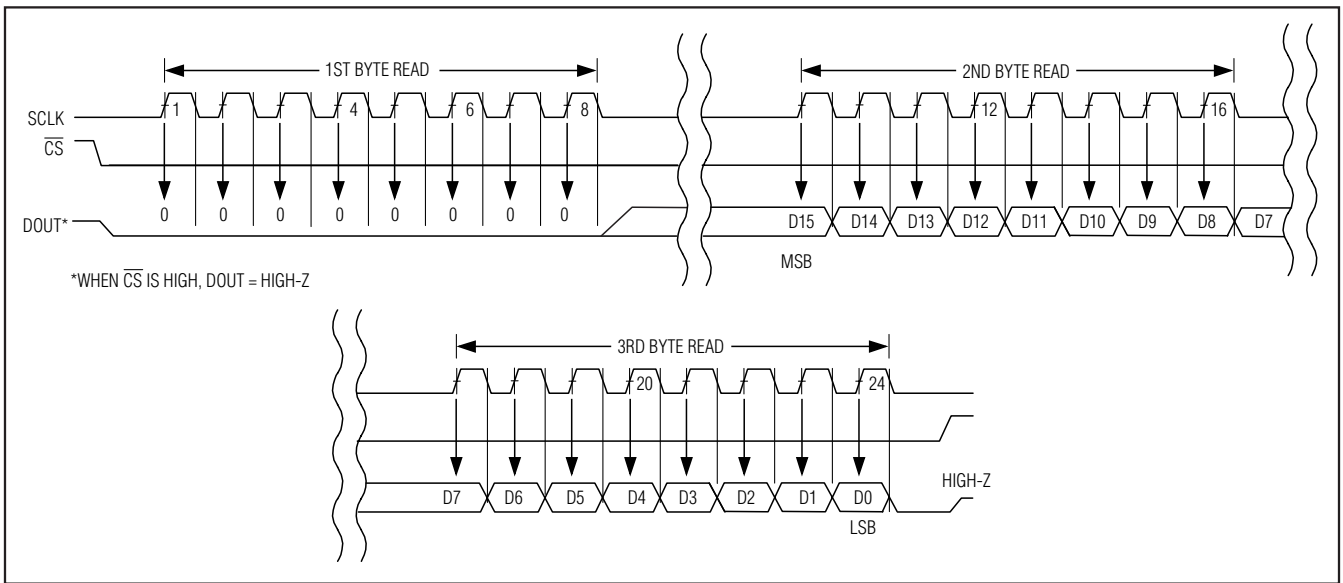 1ST BYTE READ
2ND BYTE READ
SCLK 1 4 6 8 12 16
CS
0 0 0 0 0 0 0 0
DOUT* D15 D14 D13 D12 D11 D10 D9 D8 D7
MSB
*WHEN CS IS HIGH, DOUT = HIGH-Z
3RD BYTE READ
20 24
HIGH-Z
D7 D6 D5 D4 D3 D2 D1 D0
LSB